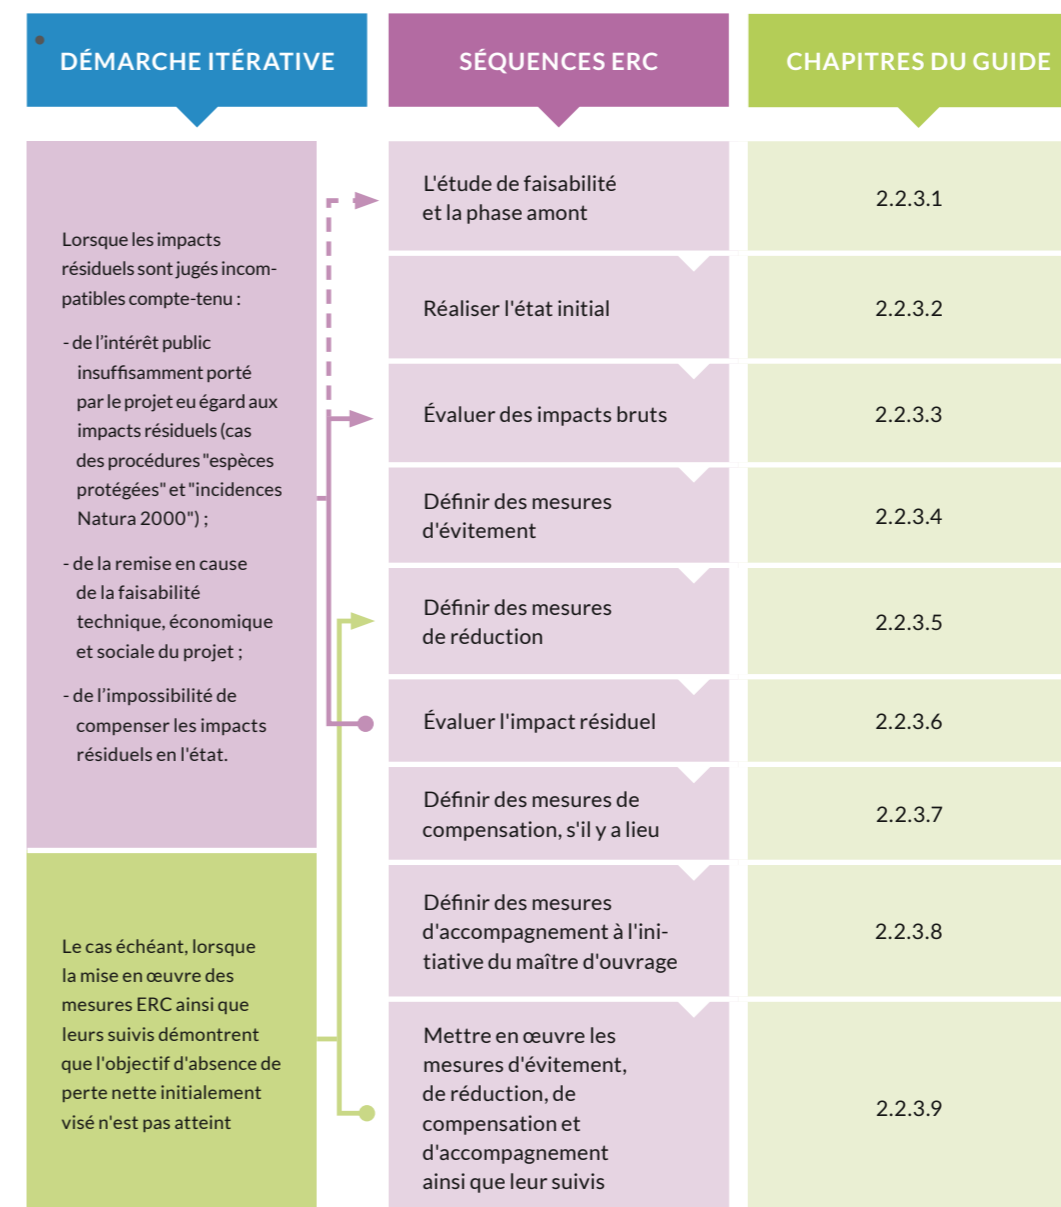 DÉMARCHE ITÉRATIVE
SÉQUENCES ERC
CHAPITRES DU GUIDE
Lorsque les impacts
résiduels sont jugés incom-
patibles compte-tenu :
- de l'intérêt public
insuffisamment porté
par le projet eu égard aux
impacts résiduels (cas
des procédures "espèces
protégées" et "incidences
Natura 2000") ;
- de la remise en cause
de la faisabilité
technique, économique
et sociale du projet ;
- de l'impossibilité de
compenser les impacts
résiduels en l'état.
Le cas échéant, lorsque
la mise en œuvre des
mesures ERC ainsi que
leurs suivis démontrent
que l'objectif d'absence de
perte nette initialement
visé n'est pas atteint
L'étude de faisabilité
et la phase amont
2.2.3.1
Réaliser l'état initial
2.2.3.2
Évaluer des impacts bruts
2.2.3.3
Définir des mesures
d'évitement
2.2.3.4
Définir des mesures
de réduction
2.2.3.5
Évaluer l'impact résiduel
2.2.3.6
Définir des mesures de
compensation, s'il y a lieu
2.2.3.7
Définir des mesures
d'accompagnement à l'ini-
tiative du maître d'ouvrage
2.2.3.8
Mettre en œuvre les
mesures d'évitement,
de réduction, de
compensation et
d'accompagnement
ainsi que leur suivis
2.2.3.9